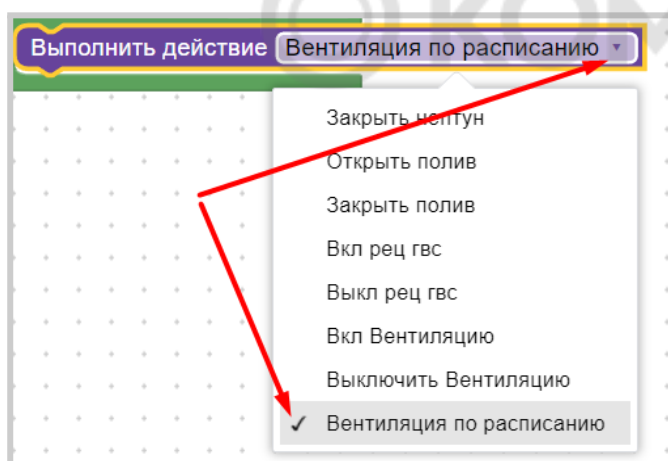 КОМ
Выполнить действие Вентиляция по расписанию
Закрыть нептун
Открыть полив
Закрыть полив
Вкл рец гвс
Выкл рец гвс
Вкл Вентиляцию
Выключить Вентиляцию
Вентиляция по расписанию